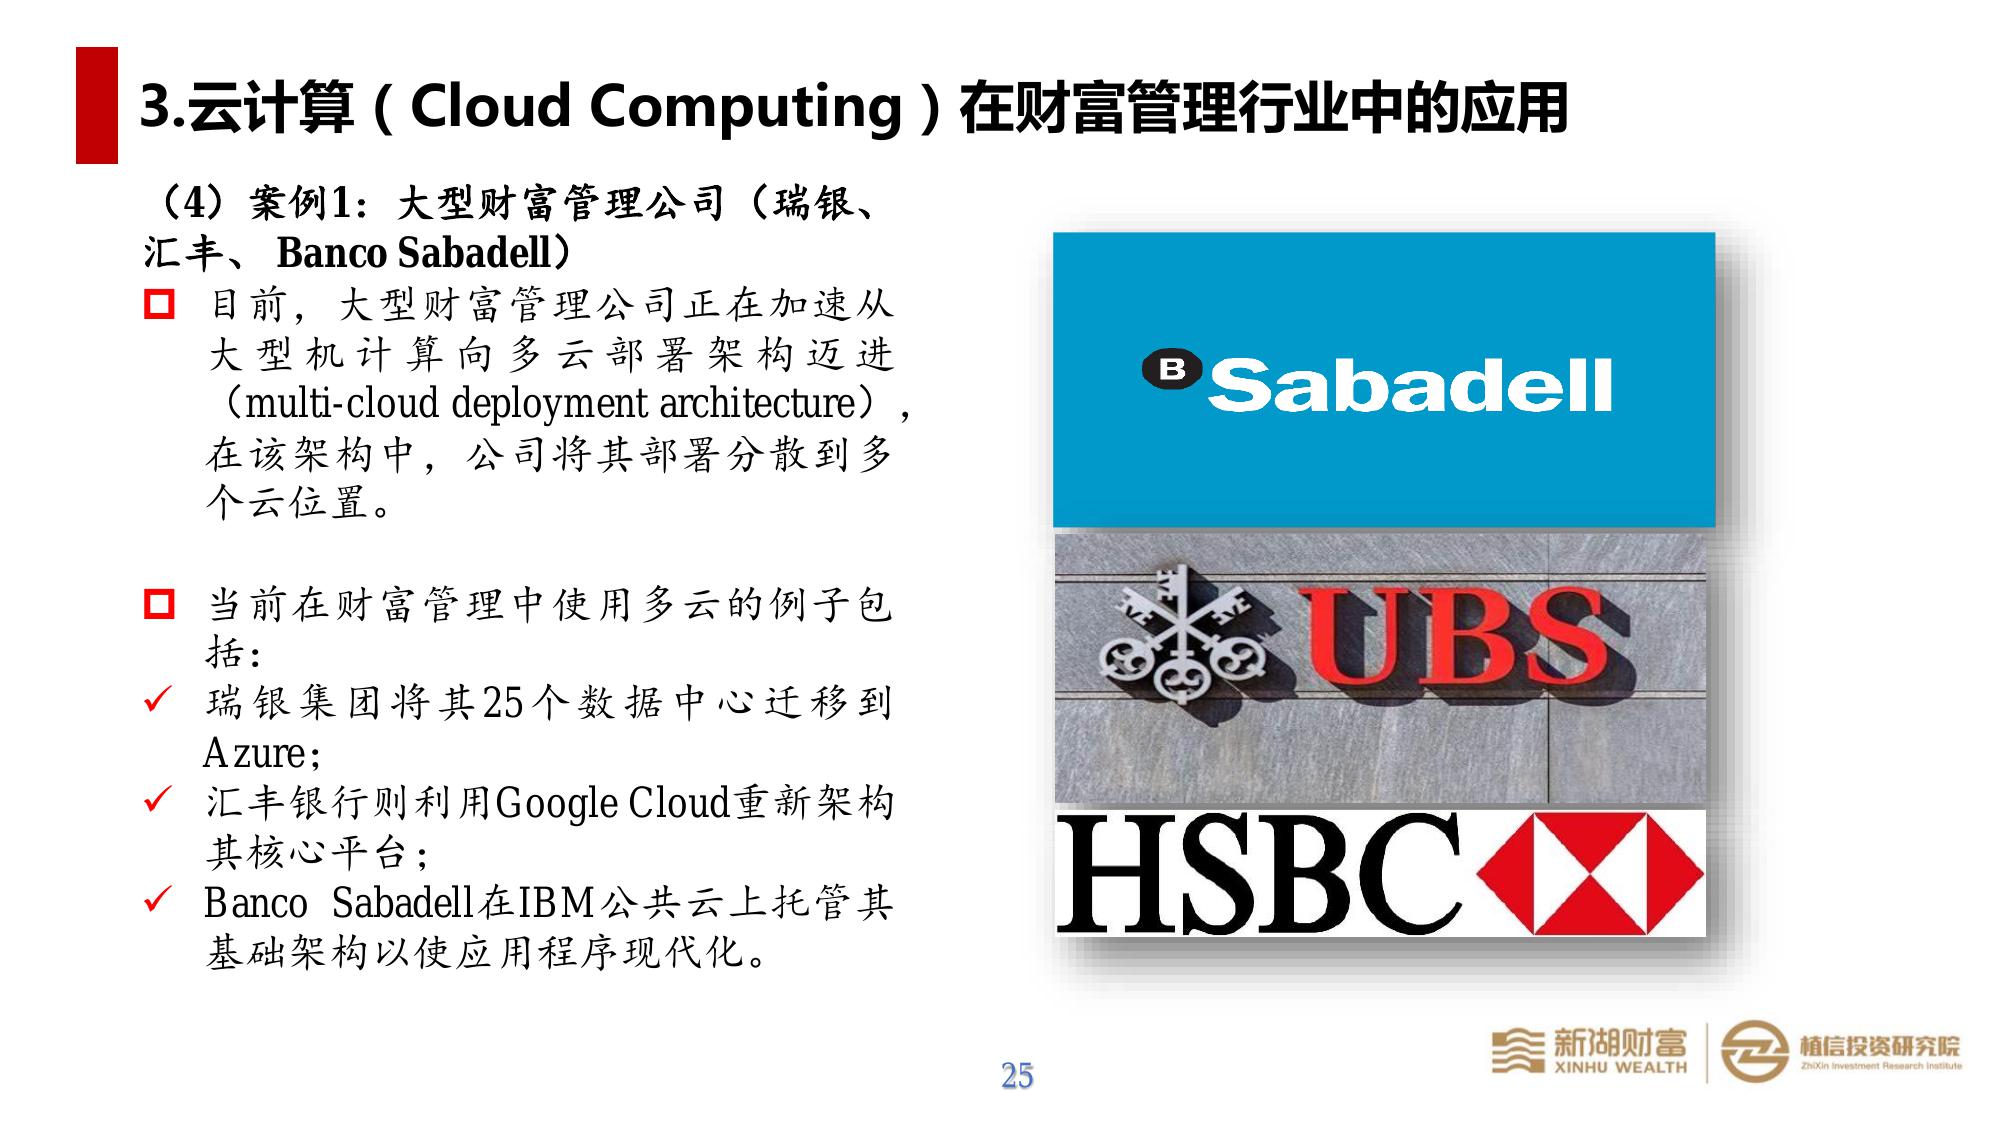 3.云计算（Cloud Computing）在财富管理行业中的应用
（4）案例1：大型财富管理公司（瑞银、
汇丰、 Banco Sabadell）
目前，大型财富管理公司正在加速从
大型机计算向多云部署架构迈进
（multi-cloud deployment architecture），
在该架构中，公司将其部署分散到多
个云位置。
当前在财富管理中使用多云的例子包
括：
瑞银集团将其25个数据中心迁移到
Azure；
汇丰银行则利用Google Cloud重新架构
其核心平台；
Banco Sabadell在IBM公共云上托管其
基础架构以使应用程序现代化。
B Sabadell
UBS
HSBC
25
新湖财富
XINHU WEALTH
植信投资研究院
ZhiXin Investment Research Institute